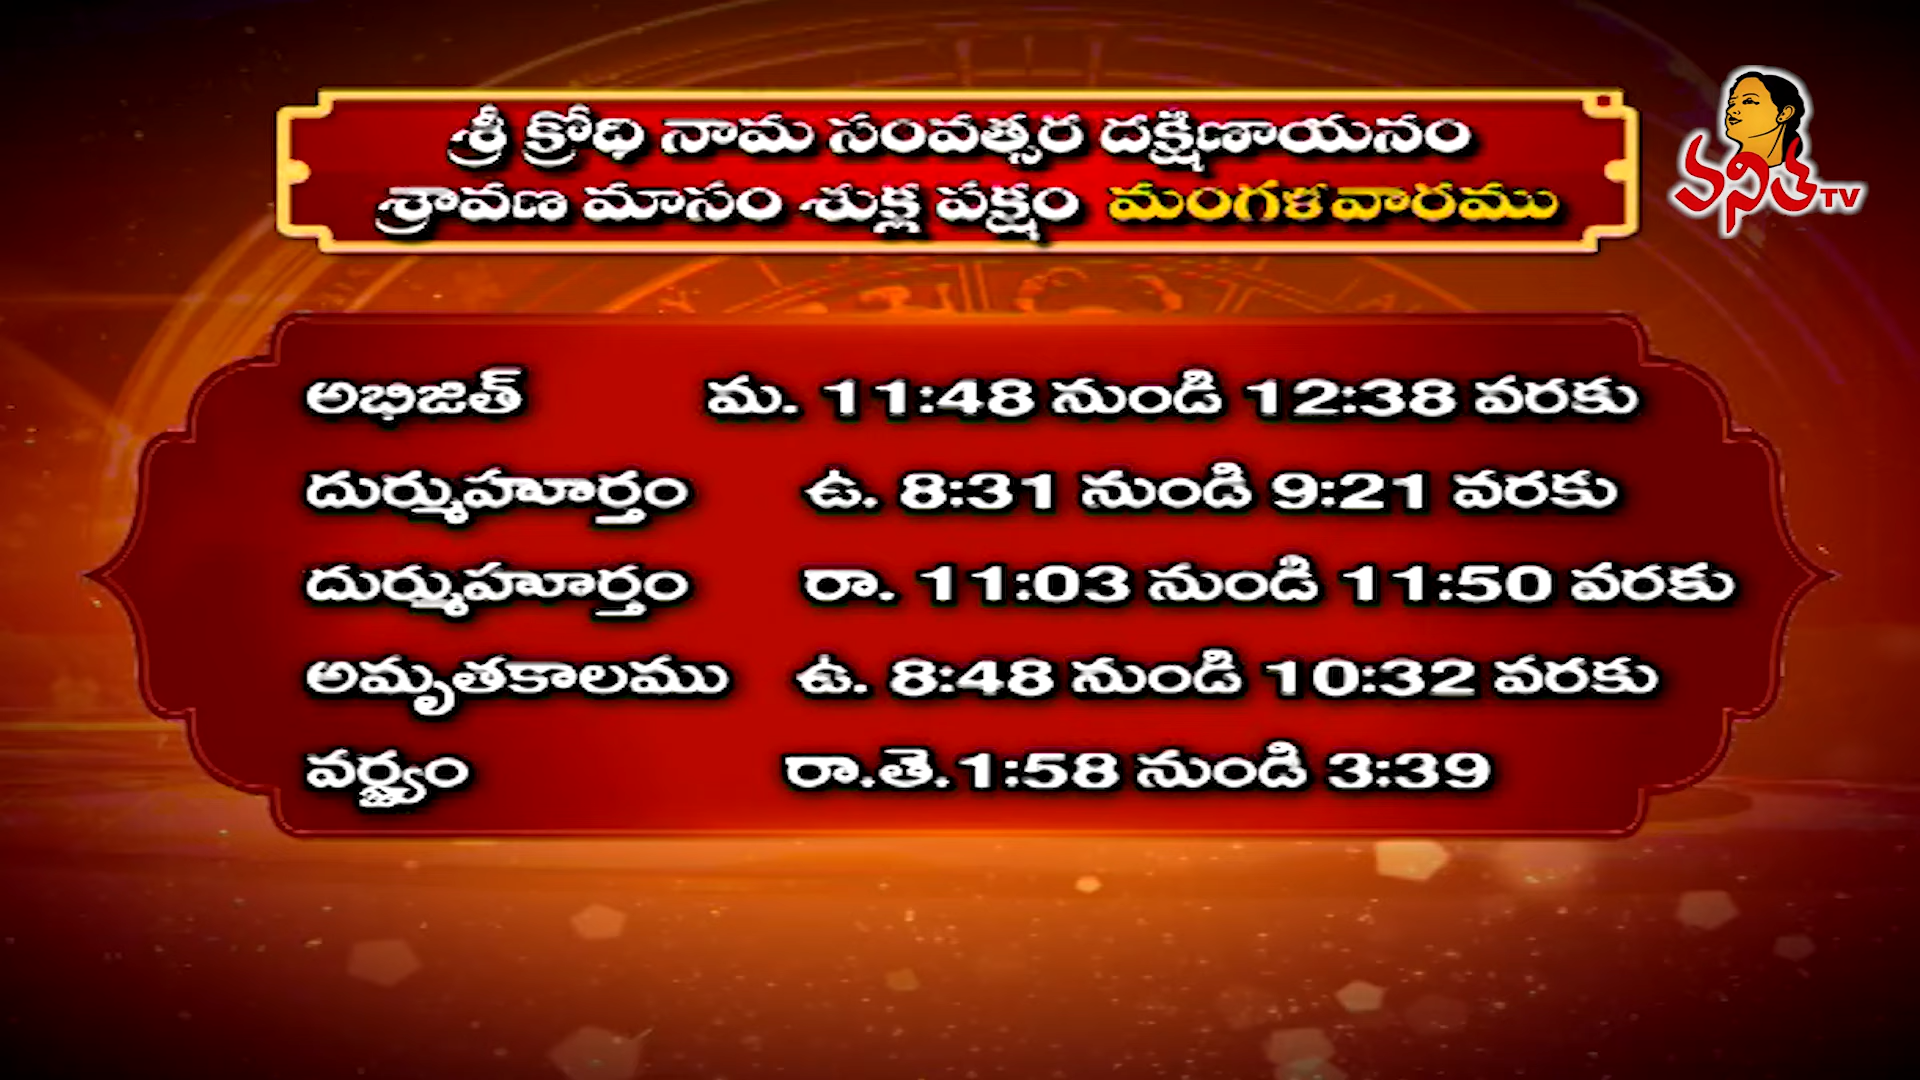 శ్రీ క్రోధి నామ సంవత్సర దక్షిణాయనం
శ్రావణ మాసం శుక్ల పక్షం మంగళవారము
వనిత TV
అభిజిత్ మ. 11:48 నుండి 12:38 వరకు
దుర్ముహూర్తం ఉ. 8:31 నుండి 9:21 వరకు
దుర్ముహూర్తం రా. 11:03 నుండి 11:50 వరకు
అమృతకాలము ఉ. 8:48 నుండి 10:32 వరకు
వర్జ్యం రా.తె.1:58 నుండి 3:39